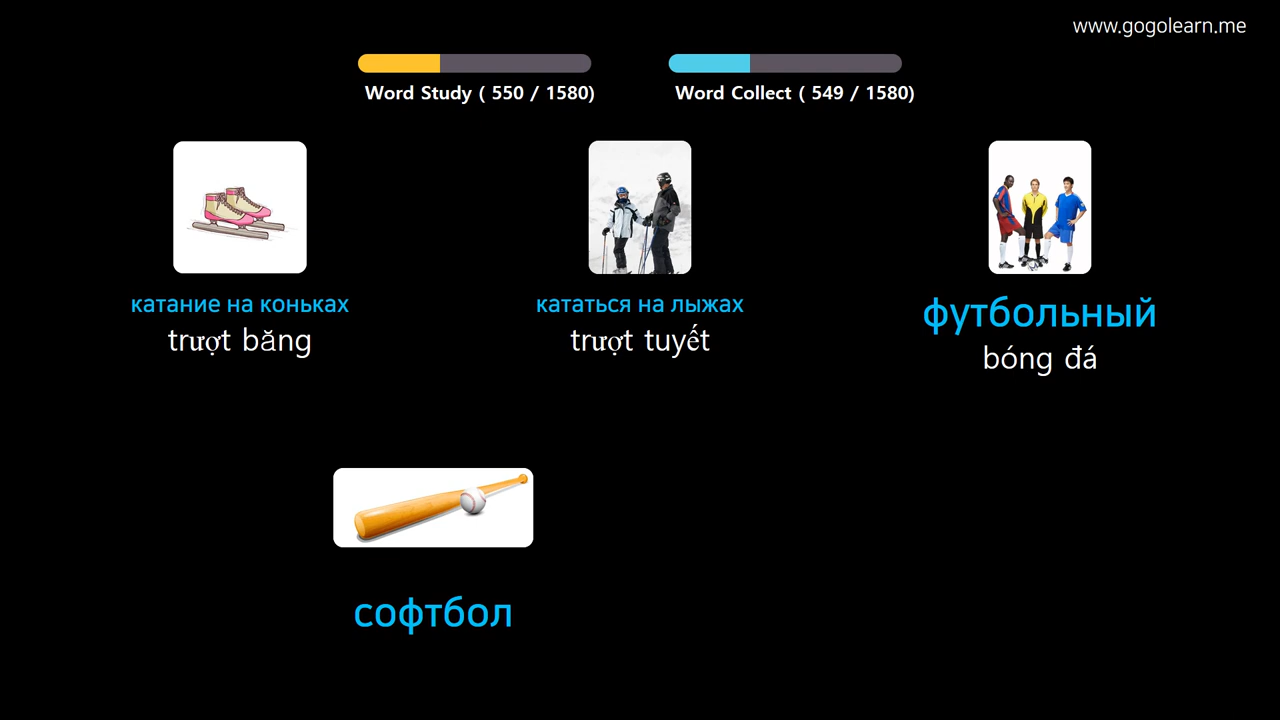 www.gogolearn.me
Word Study ( 550 / 1580)
Word Collect ( 549 / 1580)
катание на коньках
trượt băng
кататься на лыжах
trượt tuyết
футбольный
bóng đá
софтбол